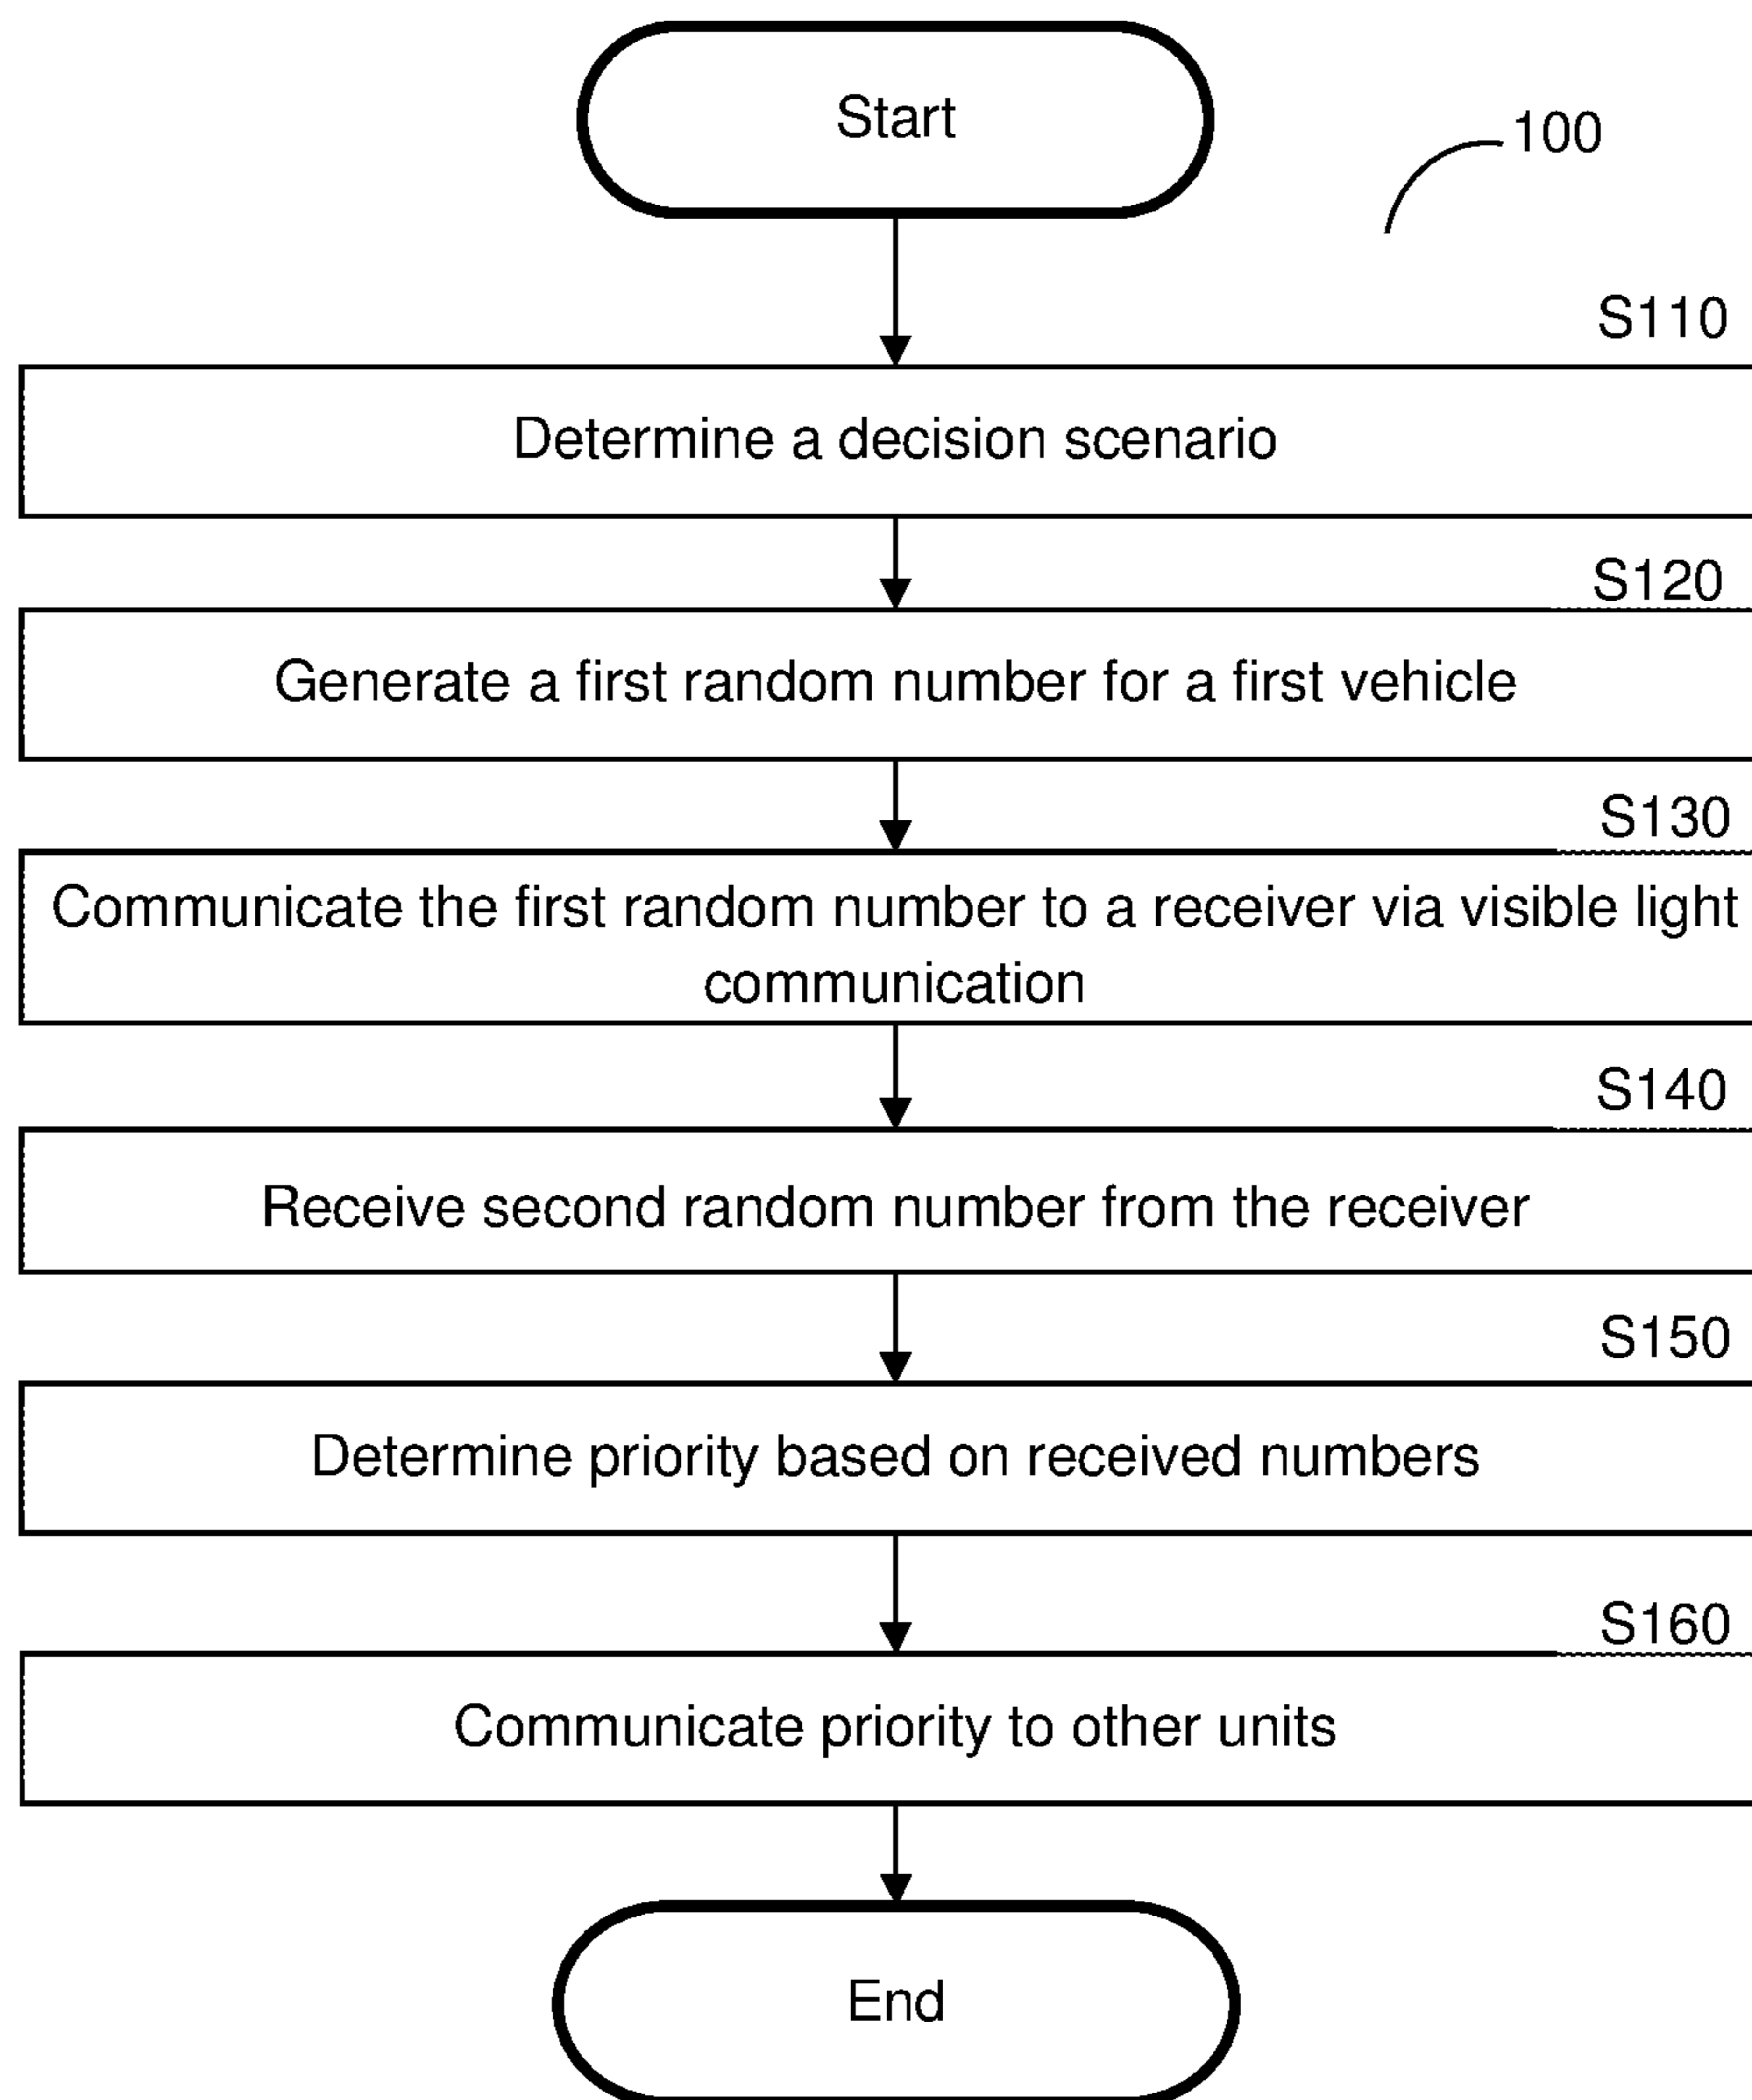 Start
100
S110
Determine a decision scenario
S120
Generate a first random number for a first vehicle
S130
Communicate the first random number to a receiver via visible light
communication
S140
Receive second random number from the receiver
S150
Determine priority based on received numbers
S160
Communicate priority to other units
End